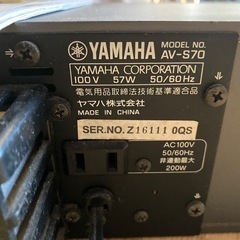 YAMAHA MODEL NO. AV-S70
YAMAHA CORPORATION
100V 57W 50/60Hz
電気用品取締法技術基準適合品
ヤマハ株式会社
MADE IN CHINA
SER.NO. Z16111 0QS
AC100V
50/60Hz
非連動最大
200W